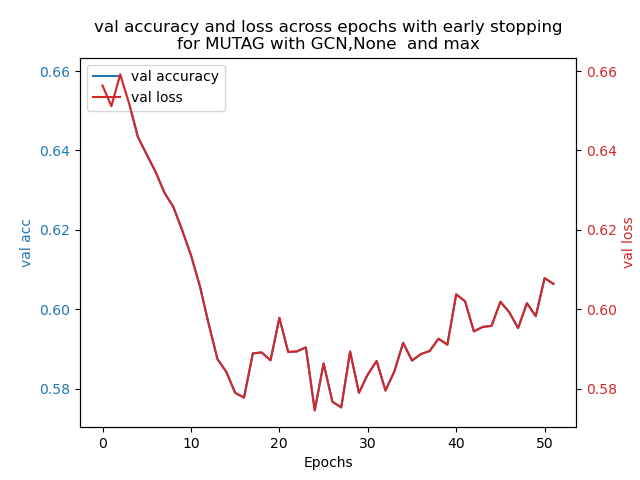 val accuracy and loss across epochs with early stopping
for MUTAG with GCN,None  and max
val accuracy
val loss
0.66
0.64
0.62
0.60
0.58
val acc
0.66
0.64
0.62
0.60
0.58
val loss
0 10 20 30 40 50
Epochs